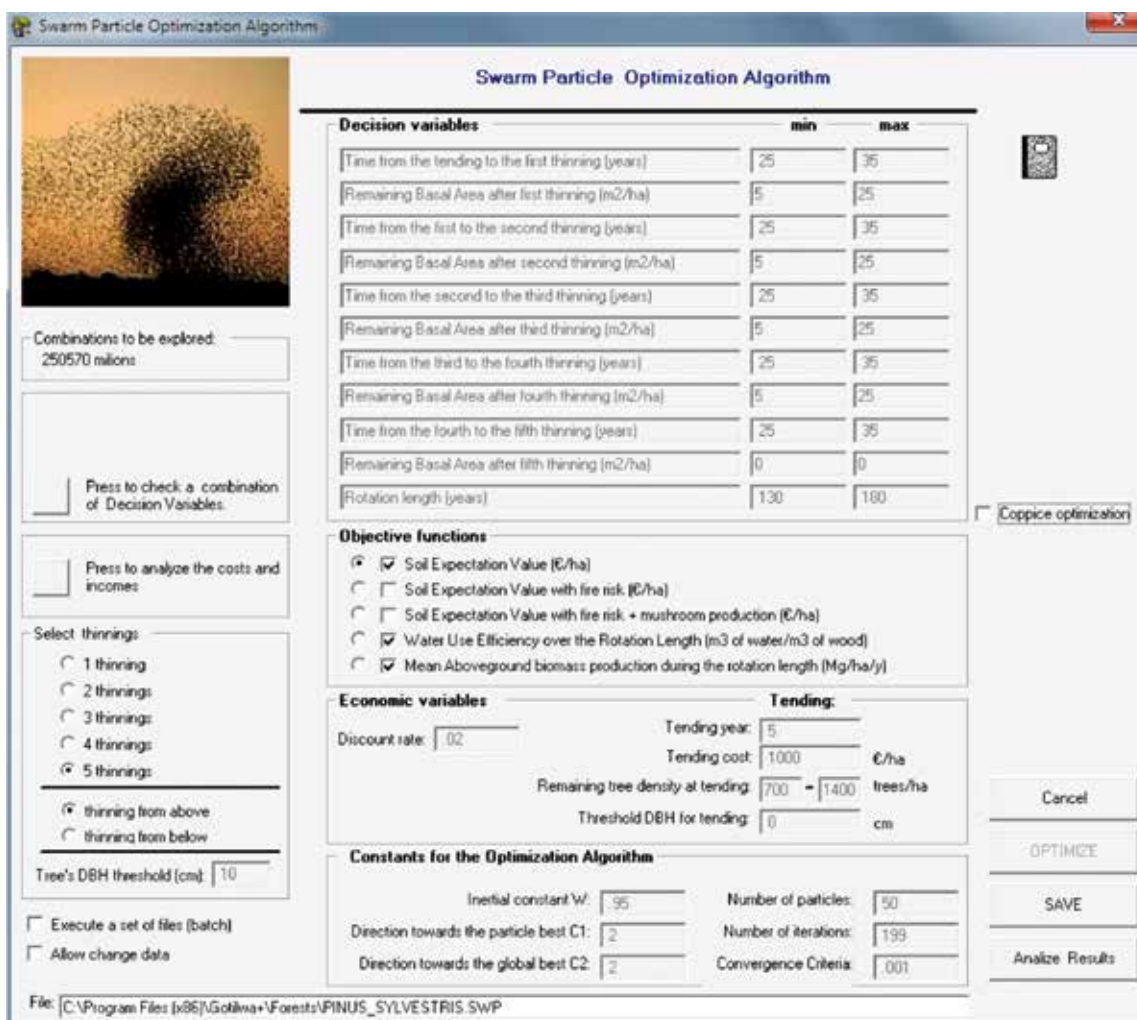 Swarm Particle Optimization Algorithm
x
Swarm Particle Optimization Algorithm
Decision variables min max
Time from the tending to the first thinning (years) 25 35
Remaining Basal Area after first thinning (m2/ha) 5 25
Time from the first to the second thinning (years) 25 35
Remaining Basal Area after second thinning (m2/ha) 5 25
Time from the second to the third thinning (years) 25 35
Remaining Basal Area after third thinning (m2/ha) 5 25
Time from the third to the fourth thinning (years) 25 35
Remaining Basal Area after fourth thinning (m2/ha) 5 25
Time from the fourth to the fifth thinning (years) 25 35
Remaining Basal Area after fifth thinning (m2/ha) 0 0
Rotation length (years) 130 180
Coppice optimization
Combinations to be explored:
250570 milions
Press to check a combination
of Decision Variables.
Press to analyze the costs and
incomes
Select thinnings
1 thinning
2 thinnings
3 thinnings
4 thinnings
5 thinnings
thinning from above
thinning from below
Tree's DBH threshold (cm): 10
Execute a set of files (batch)
Allow change data
Objective functions
Soil Expectation Value (€/ha)
Soil Expectation Value with fire risk (€/ha)
Soil Expectation Value with fire risk + mushroom production (€/ha)
Water Use Efficiency over the Rotation Length (m3 of water/m3 of wood)
Mean Aboveground biomass production during the rotation length (Mg/ha/y)
Economic variables Tending:
Discount rate: .02
Tending year: 5
Tending cost: 1000 €/ha
Remaining tree density at tending: 700 - 1400 trees/ha
Threshold DBH for tending: 0 cm
Constants for the Optimization Algorithm
Inertial constant W: .95 Number of particles: 50
Direction towards the particle best C1: 2 Number of iterations: 199
Direction towards the global best C2: 2 Convergence Criteria: .001
Cancel
OPTIMIZE
SAVE
Analize Results
File: C:\Program Files (x86)\Gotilwa+\Forests\PINUS_SYLVESTRIS.SWP